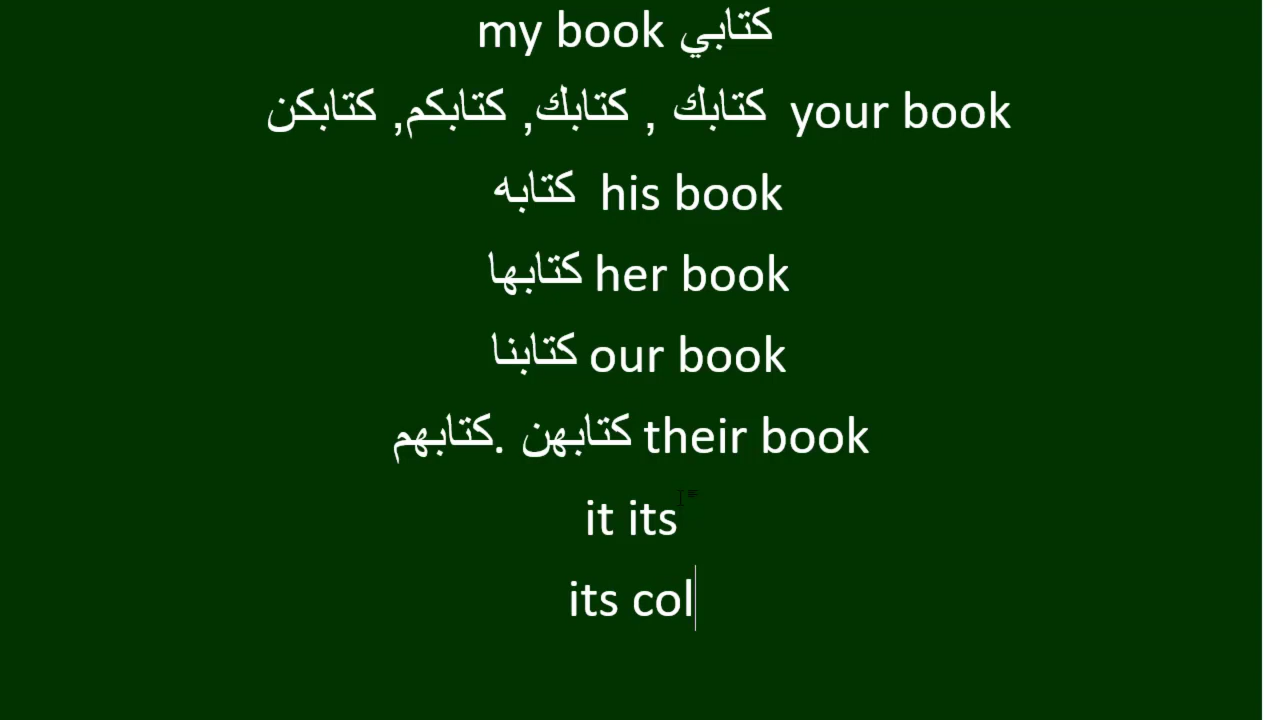 my book كتابي
كتابك , كتابك, كتابكم, كتابكن your book
كتابه his book
كتابها her book
كتابنا our book
كتابهن .كتابهم their book
it its
its col